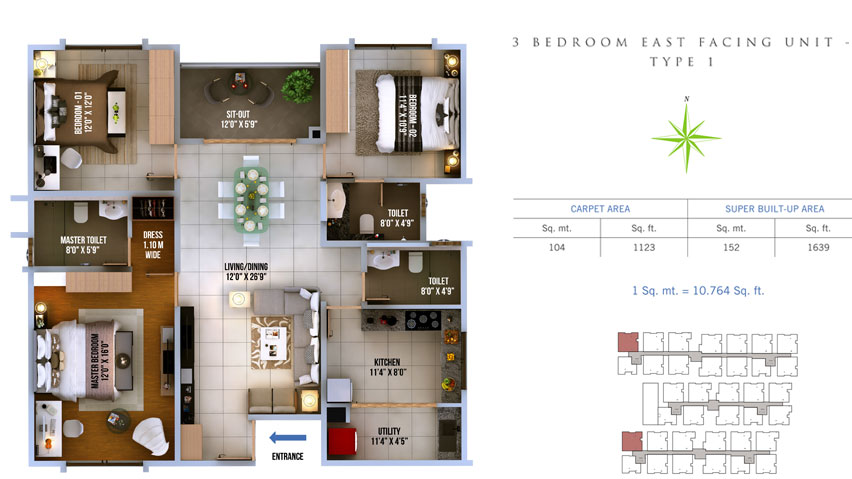 3 BEDROOM EAST FACING UNIT -
TYPE 1
N
CARPET AREA
SUPER BUILT-UP AREA
Sq. mt.
Sq. ft.
Sq. mt.
Sq. ft.
104
1123
152
1639
1 Sq. mt. = 10.764 Sq. ft.
BEDROOM - 01
12'0" X 12'0"
SIT-OUT
12'0" X 5'9"
BEDROOM - 02
11'4" X 10'9"
MASTER TOILET
8'0" X 5'9"
DRESS
1.10 M
WIDE
TOILET
8'0" X 4'9"
LIVING/DINING
12'0" X 26'9"
TOILET
8'0" X 4'9"
MASTER BEDROOM
12'0" X 16'0"
KITCHEN
11'4" X 8'0"
UTILITY
11'4" X 4'5"
ENTRANCE